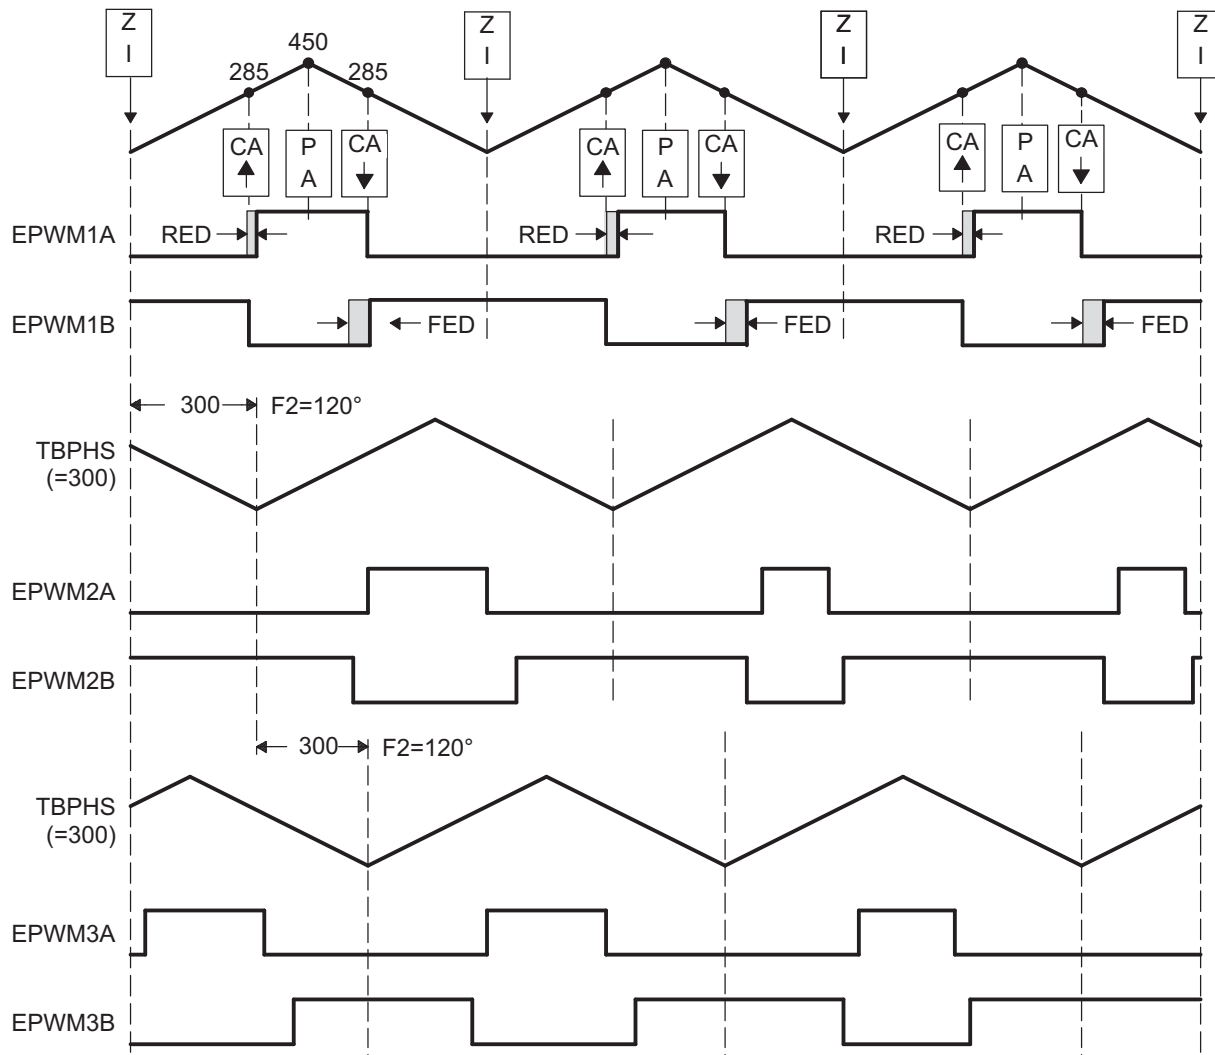 Z Z Z Z
I I I I
450
285 285
CA P CA CA P CA CA P CA
A A A
EPWM1A RED RED RED
EPWM1B FED FED FED
300 F2=120°
TBPHS
(=300)
EPWM2A
EPWM2B
300 F2=120°
TBPHS
(=300)
EPWM3A
EPWM3B